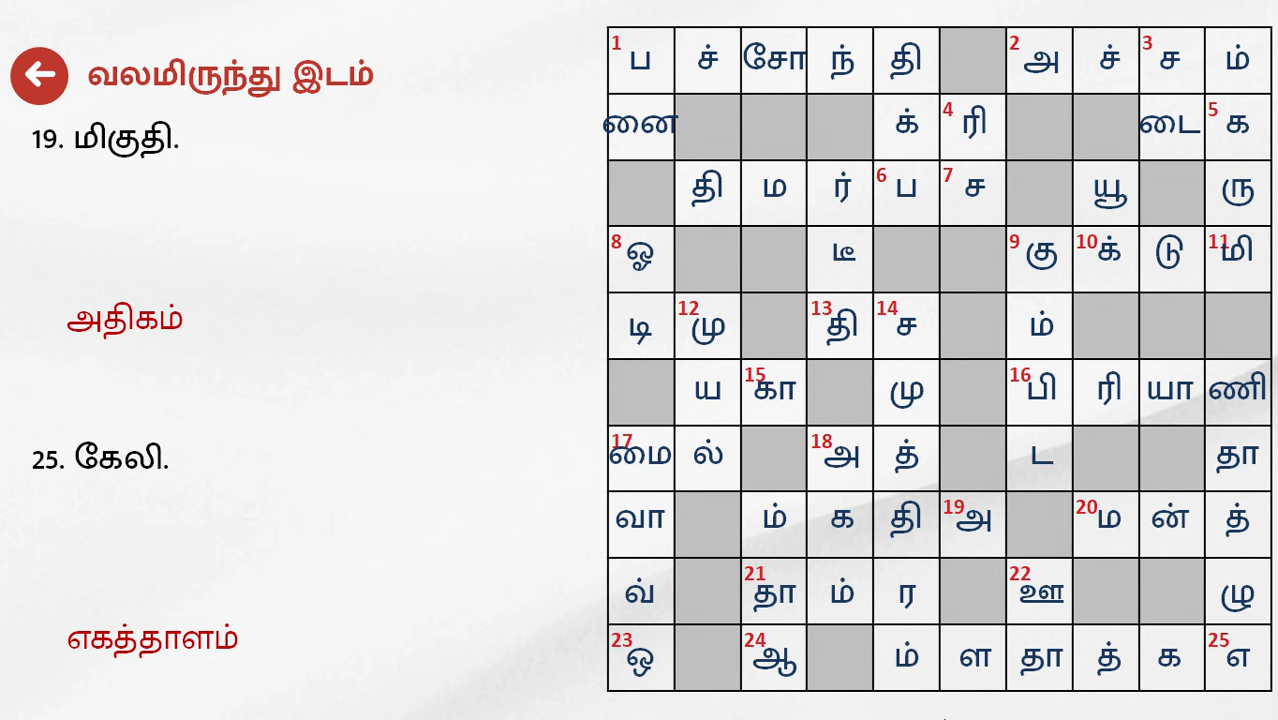 வலமிருந்து இடம்
19. மிகுதி.
அதிகம்
25. கேலி.
எகத்தாளம்
1 ப ச் சோ ந் தி 2 அ ச் 3 ச ம்
னை க் 4 ரி டை 5 க
தி ம ர் 6 ப 7 ச யூ ரு
8 ஓ டீ 9 கு 10 க் டு 11 மி
டி 12 மு 13 தி 14 ச ம்
ய 15 கா மு 16 பி ரி யா ணி
17 மை ல் 18 அ த் ட தா
வா ம் க தி 19 அ 20 ம ன் த்
வ் 21 தா ம் ர 22 ஊ ழு
23 ஒ 24 ஆ ம் ள தா த் க 25 எ